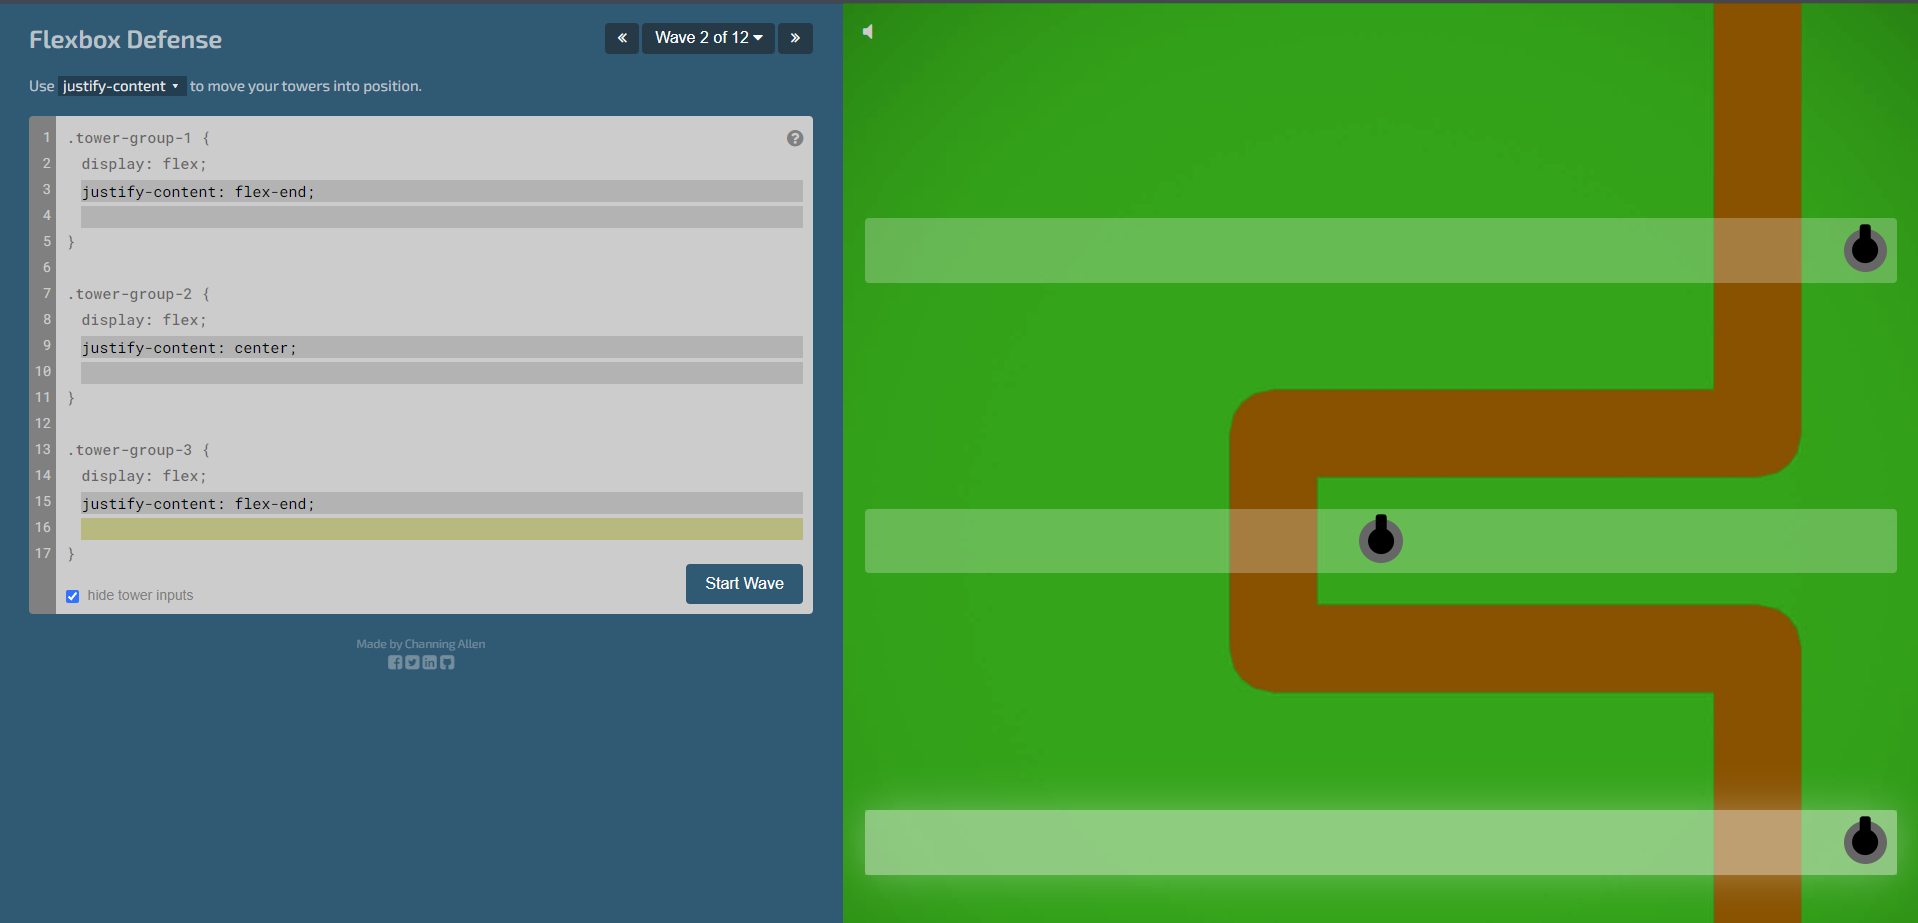 Flexbox Defense
« Wave 2 of 12 »
Use justify-content to move your towers into position.
1 .tower-group-1 {
2 display: flex;
3 justify-content: flex-end;
4
5 }
6
7 .tower-group-2 {
8 display: flex;
9 justify-content: center;
10
11 }
12
13 .tower-group-3 {
14 display: flex;
15 justify-content: flex-end;
16
17 }
hide tower inputs
Start Wave
Made by Channing Allen